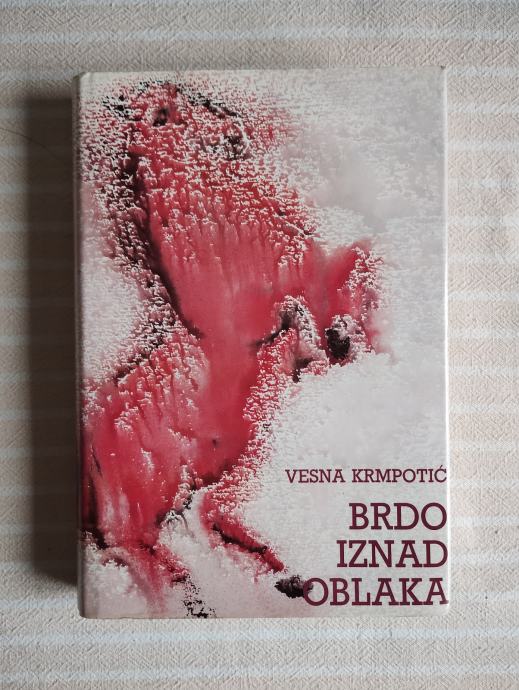 VESNA KRMPOTIĆ
BRDO
IZNAD
OBLAKA